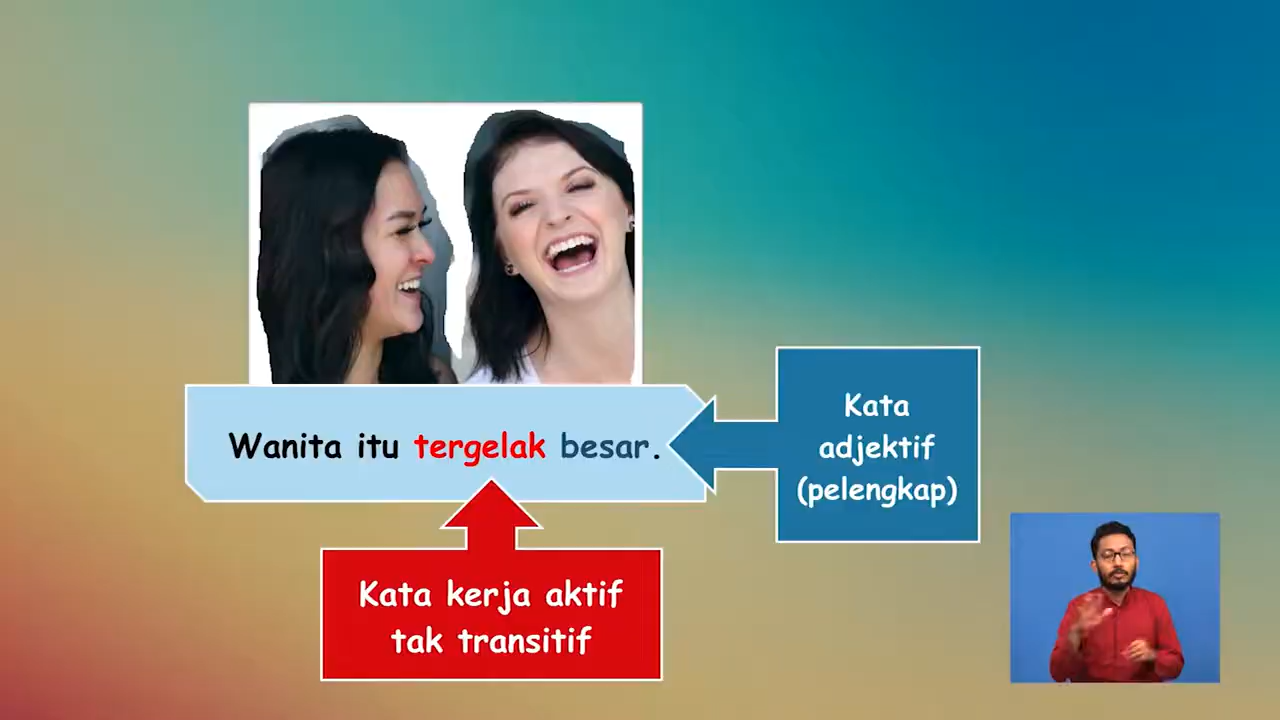 Wanita itu tergelak besar.
Kata
adjektif
(pelengkap)
Kata kerja aktif
tak transitif